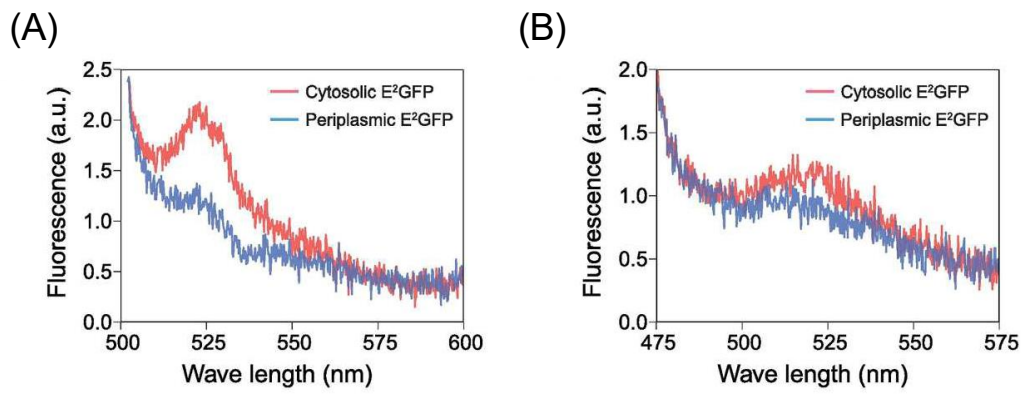 (A)
Fluorescence (a.u.)
2.5
2.0
1.5
1.0
0.5
0.0
Cytosolic E²GFP
Periplasmic E²GFP
500
525
550
575
600
Wave length (nm)
(B)
Fluorescence (a.u.)
2.0
1.5
1.0
0.5
0.0
Cytosolic E²GFP
Periplasmic E²GFP
475
500
525
550
575
Wave length (nm)